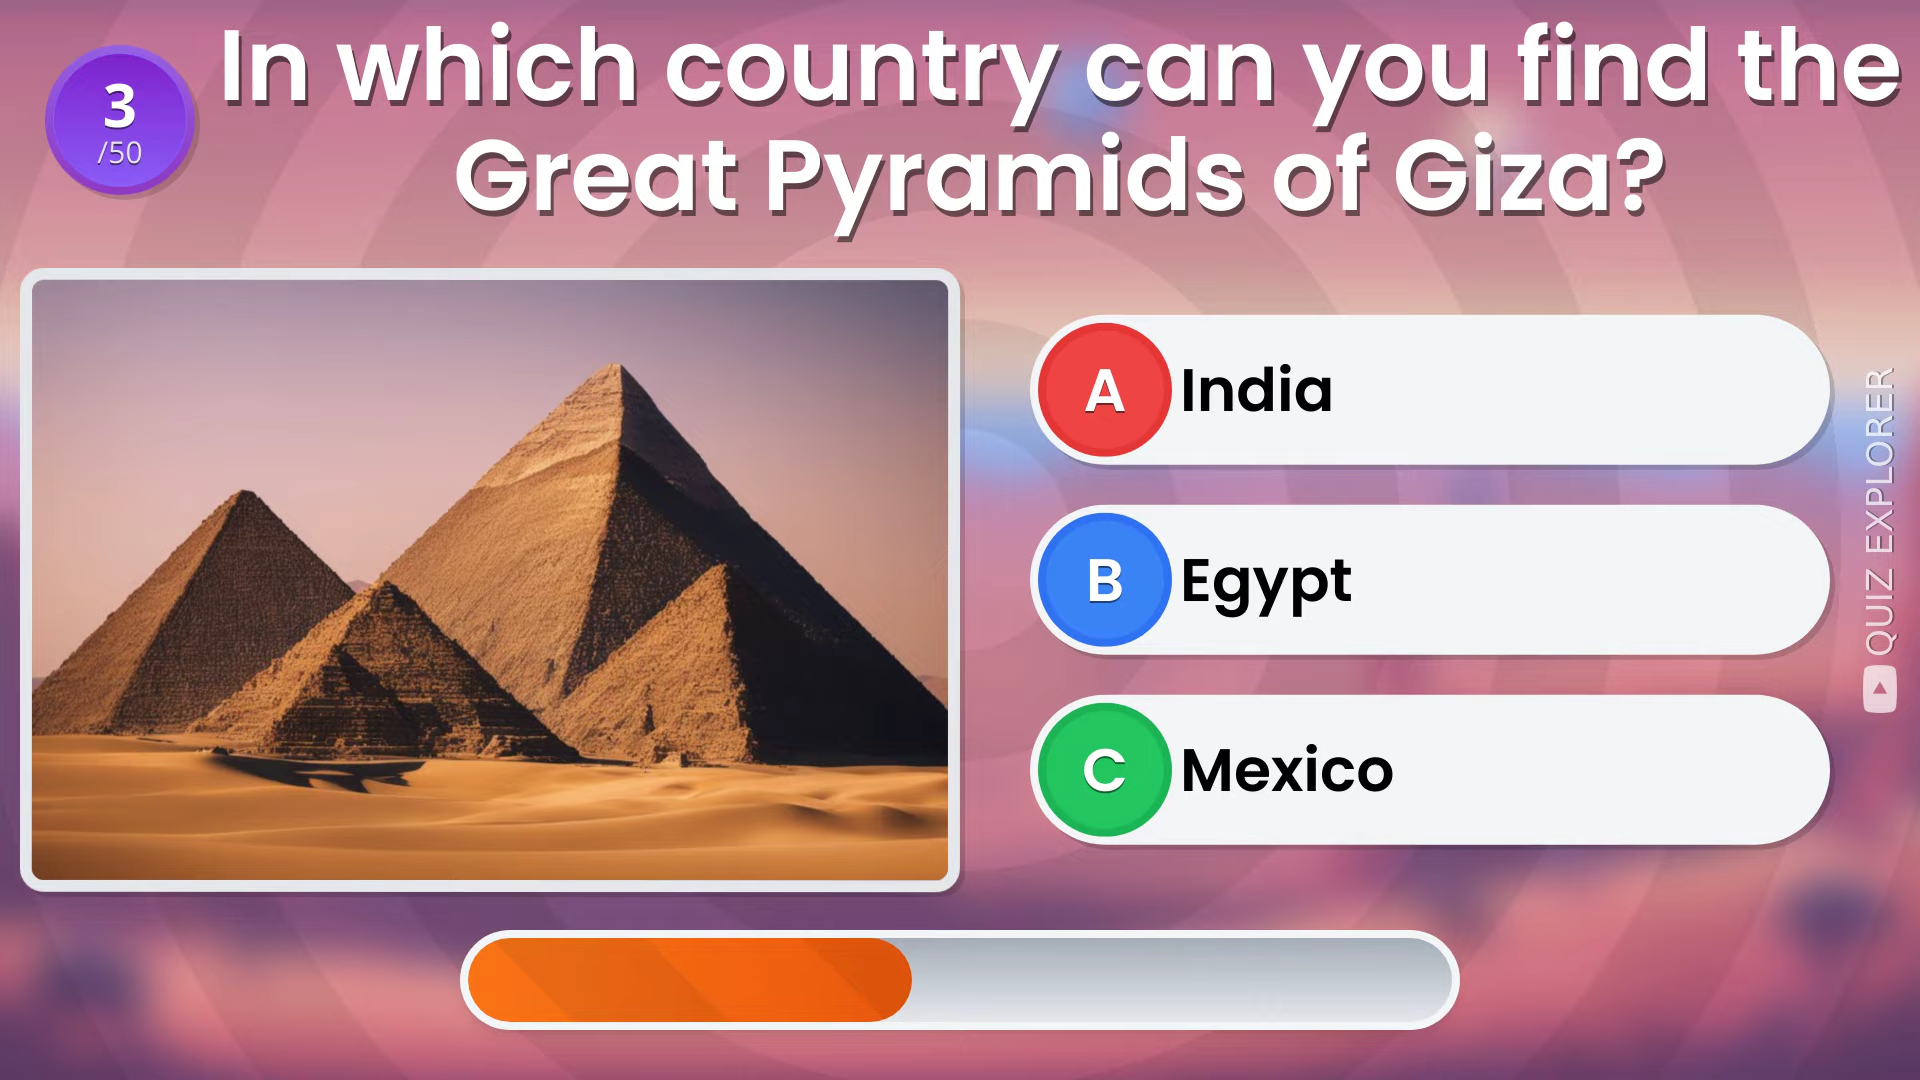 3
/50
In which country can you find the
Great Pyramids of Giza?
A India
B Egypt
C Mexico
QUIZ EXPLORER